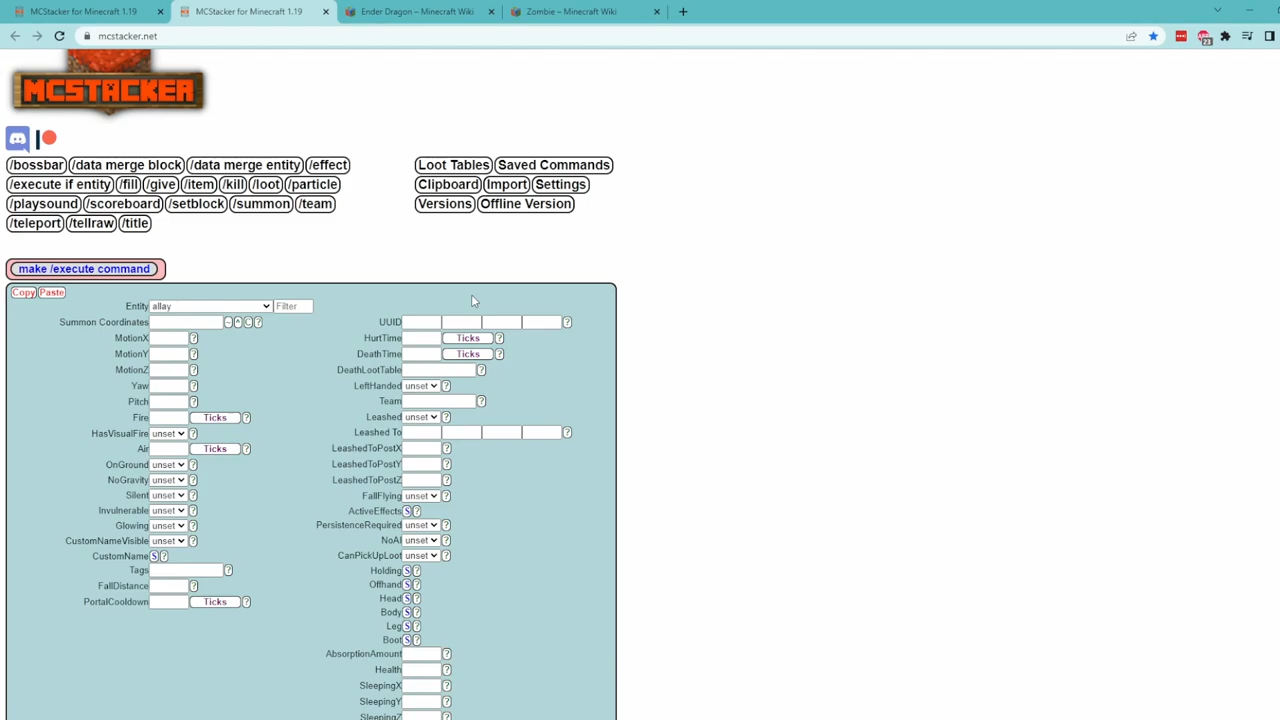 MCStacker for Minecraft 1.19
MCStacker for Minecraft 1.19
Ender Dragon – Minecraft Wiki
Zombie – Minecraft Wiki
mcstacker.net
23
MCSTACKER
/bossbar /data merge block /data merge entity /effect
/execute if entity /fill /give /item /kill /loot /particle
/playsound /scoreboard /setblock /summon /team
/teleport /tellraw /title
Loot Tables Saved Commands
Clipboard Import Settings
Versions Offline Version
make /execute command
Copy Paste
Entity allay Filter
Summon Coordinates ~ ^ C ?
MotionX ?
MotionY ?
MotionZ ?
Yaw ?
Pitch ?
Fire Ticks ?
HasVisualFire unset ?
Air Ticks ?
OnGround unset ?
NoGravity unset ?
Silent unset ?
Invulnerable unset ?
Glowing unset ?
CustomNameVisible unset ?
CustomName S ?
Tags ?
FallDistance ?
PortalCooldown Ticks ?
UUID ?
HurtTime Ticks ?
DeathTime Ticks ?
DeathLootTable ?
LeftHanded unset ?
Team ?
Leashed unset ?
Leashed To ?
LeashedToPostX ?
LeashedToPostY ?
LeashedToPostZ ?
FallFlying unset ?
ActiveEffects S ?
PersistenceRequired unset ?
NoAI unset ?
CanPickUpLoot unset ?
Holding S ?
Offhand S ?
Head S ?
Body S ?
Leg S ?
Boot S ?
AbsorptionAmount ?
Health ?
SleepingX ?
SleepingY ?
SleepingZ ?